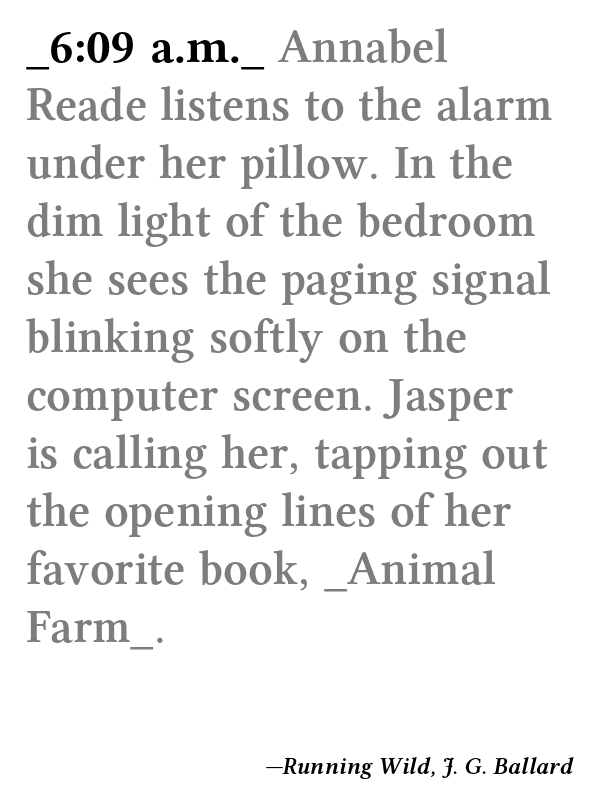 _6:09 a.m._ Annabel
Reade listens to the alarm
under her pillow. In the
dim light of the bedroom
she sees the paging signal
blinking softly on the
computer screen. Jasper
is calling her, tapping out
the opening lines of her
favorite book, _Animal
Farm_.
—Running Wild, J. G. Ballard